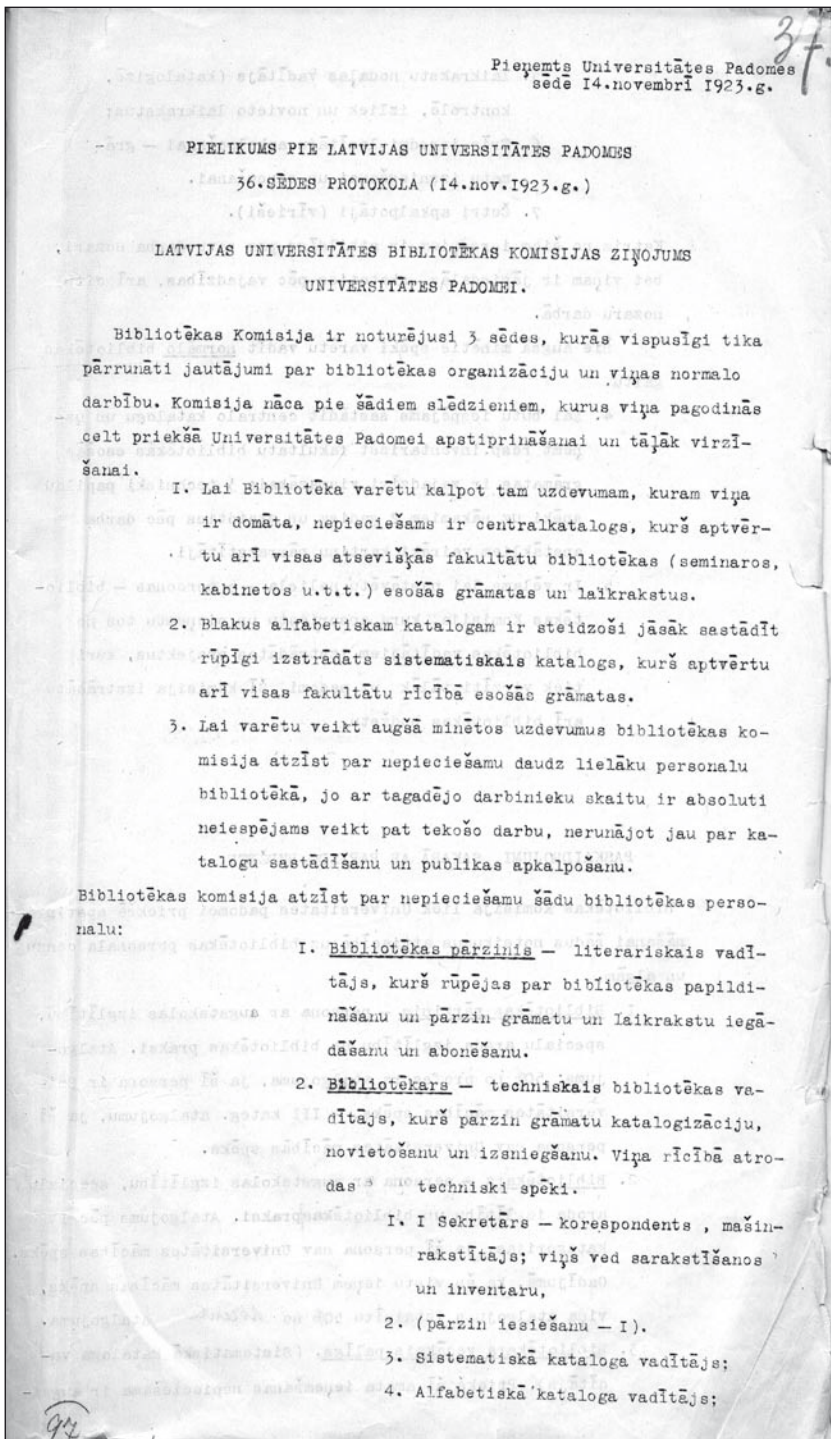 37.
Pieņemts Universitātes Padomes
sēdē I4.novembrī I923.g.
PIELIKUMS PIE LATVIJAS UNIVERSITĀTES PADOMES
36.SĒDES PROTOKOLA (I4.nov.I923.g.)
LATVIJAS UNIVERSITĀTES BIBLIOTĒKAS KOMISIJAS ZIŅOJUMS
UNIVERSITĀTES PADOMEI.
Bibliotēkas Komisija ir noturējusi 3 sēdes, kurās vispusīgi tika
pārrunāti jautājumi par bibliotēkas organizāciju un viņas normalo
darbību. Komisija nāca pie šādiem slēdzieniem, kurus viņa pagodinās
celt priekšā Universitātes Padomei apstiprināšanai un tāļāk virzī-
šanai.
I. Lai Bibliotēka varētu kalpot tam uzdevumam, kuram viņa
ir domāta, nepieciešams ir centralkatalogs, kurš aptvēr-
tu arī visas atsevišķās fakultātu bibliotēkas (seminaros,
kabinetos u.t.t.) esošās grāmatas un laikrakstus.
2. Blakus alfabetiskam katalogam ir steidzoši jāsāk sastādīt
rūpīgi izstrādāts sistematiskais katalogs, kurš aptvērtu
arī visas fakultātu rīcībā esošās grāmatas.
3. Lai varētu veikt augšā minētos uzdevumus bibliotēkas ko-
misija atzīst par nepieciešamu daudz lielāku personalu
bibliotēkā, jo ar tagadējo darbinieku skaitu ir absoluti
neiespējams veikt pat tekošo darbu, nerunājot jau par ka-
talogu sastādīšanu un publikas apkalpošanu.
Bibliotēkas komisija atzīst par nepieciešamu šādu bibliotēkas perso-
nalu:
I. Bibliotēkas pārzinis — literariskais vadī-
tājs, kurš rūpējas par bibliotēkas papildi-
nāšanu un pārzin grāmatu un laikrakstu iegā-
dāšanu un abonēšanu.
2. Bibliotēkars — techniskais bibliotēkas va-
dītājs, kurš pārzin grāmatu katalogizāciju,
novietošanu un izsniegšanu. Viņa rīcībā atro-
das techniski spēki.
I. I Sekretārs — korespondents , mašin-
rakstītājs; viņš ved sarakstīšanos
un inventaru,
2. (pārzin iesiešanu — I).
3. Sistematiskā kataloga vadītājs;
4. Alfabetiskā kataloga vadītājs;
97